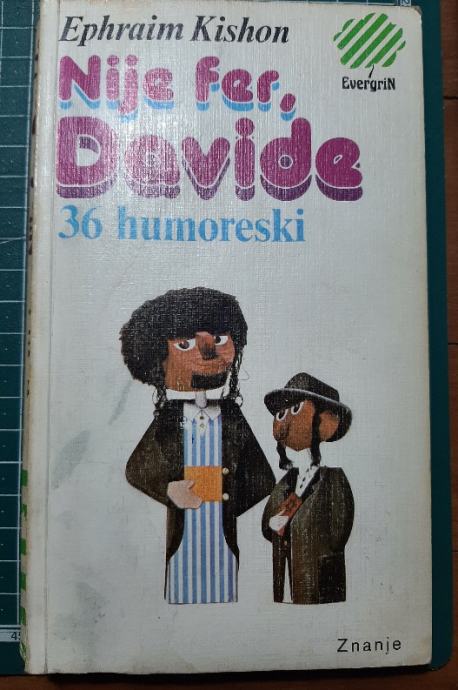 Ephraim Kishon
EvergriN
Nije fer,
Davide
36 humoreski
Znanje